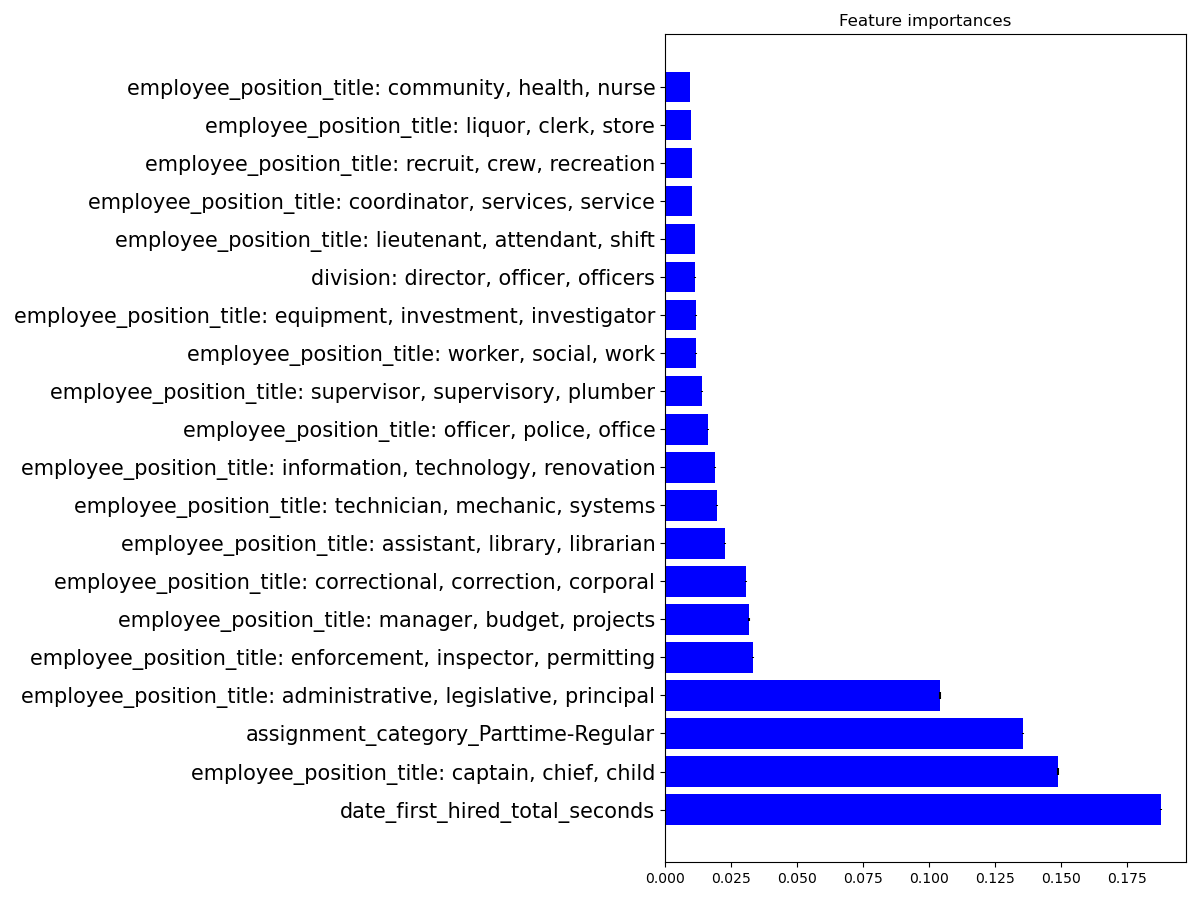 Feature importances
employee_position_title: community, health, nurse
employee_position_title: liquor, clerk, store
employee_position_title: recruit, crew, recreation
employee_position_title: coordinator, services, service
employee_position_title: lieutenant, attendant, shift
division: director, officer, officers
employee_position_title: equipment, investment, investigator
employee_position_title: worker, social, work
employee_position_title: supervisor, supervisory, plumber
employee_position_title: officer, police, office
employee_position_title: information, technology, renovation
employee_position_title: technician, mechanic, systems
employee_position_title: assistant, library, librarian
employee_position_title: correctional, correction, corporal
employee_position_title: manager, budget, projects
employee_position_title: enforcement, inspector, permitting
employee_position_title: administrative, legislative, principal
assignment_category_Parttime-Regular
employee_position_title: captain, chief, child
date_first_hired_total_seconds
0.000 0.025 0.050 0.075 0.100 0.125 0.150 0.175